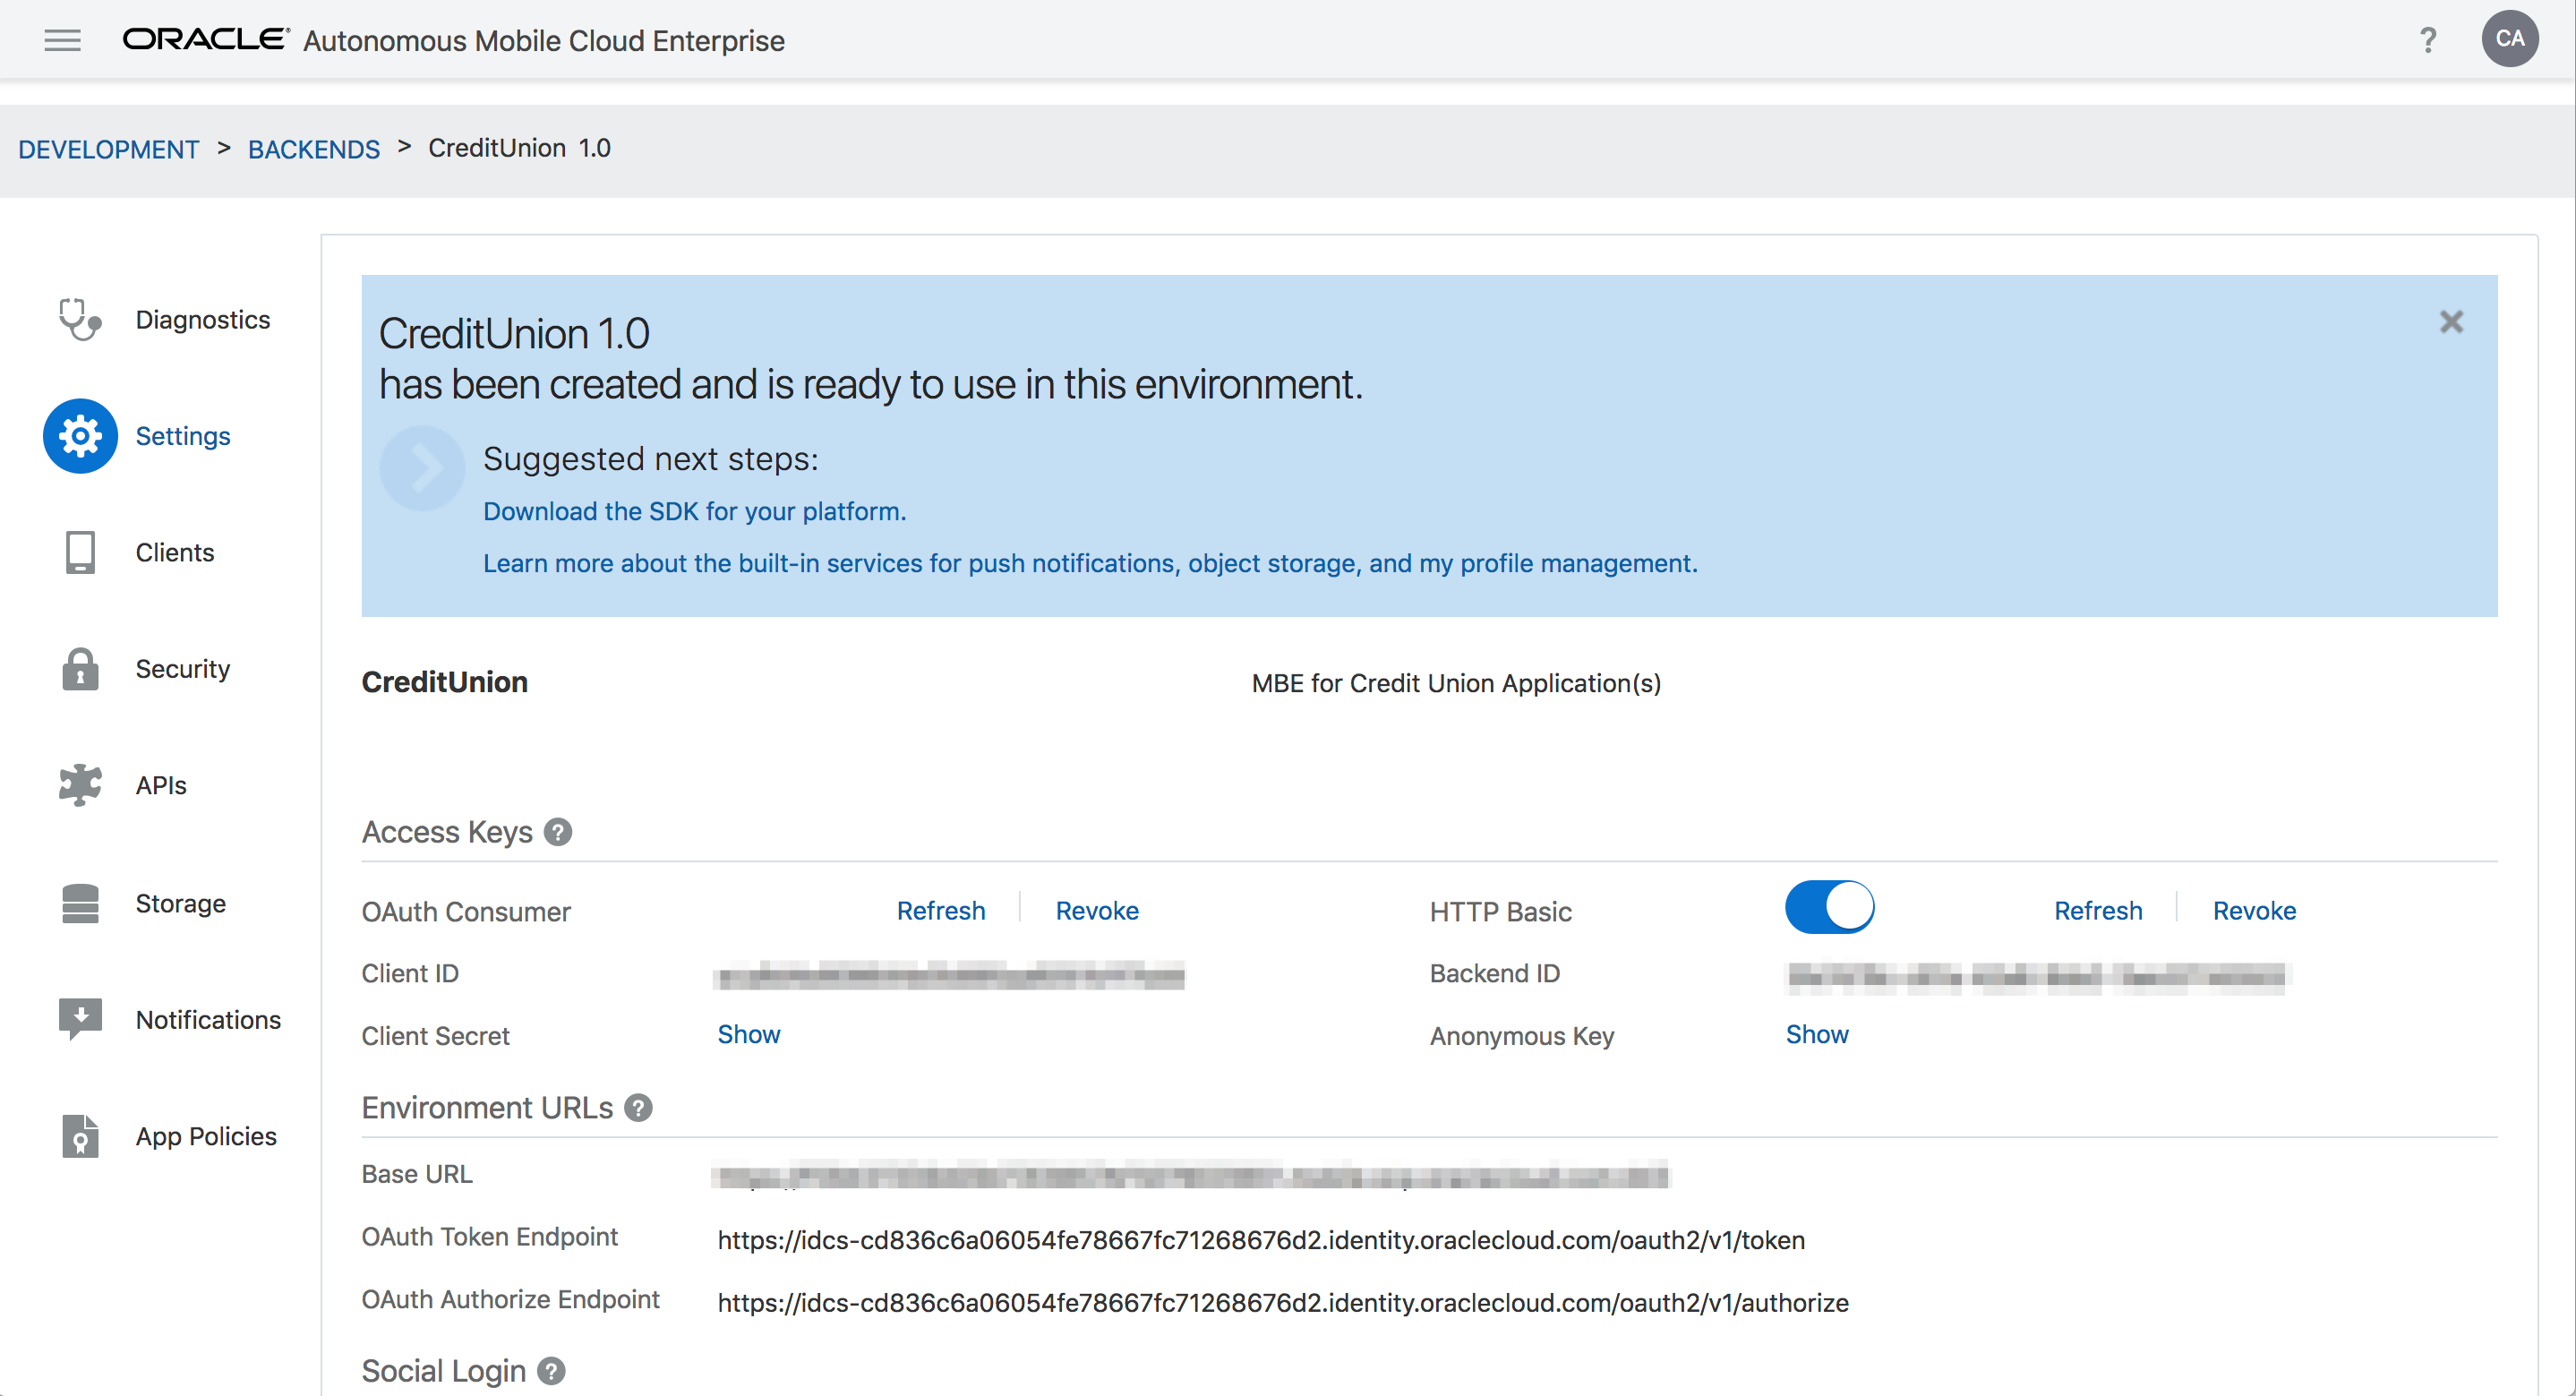 ORACLE® Autonomous Mobile Cloud Enterprise
? CA
DEVELOPMENT > BACKENDS > CreditUnion 1.0
Diagnostics
Settings
Clients
Security
APIs
Storage
Notifications
App Policies
CreditUnion 1.0
has been created and is ready to use in this environment.
Suggested next steps:
Download the SDK for your platform.
Learn more about the built-in services for push notifications, object storage, and my profile management.
CreditUnion
MBE for Credit Union Application(s)
Access Keys ?
OAuth Consumer Refresh Revoke
HTTP Basic Refresh Revoke
Client ID
Backend ID
Client Secret Show
Anonymous Key Show
Environment URLs ?
Base URL
OAuth Token Endpoint https://idcs-cd836c6a06054fe78667fc71268676d2.identity.oraclecloud.com/oauth2/v1/token
OAuth Authorize Endpoint https://idcs-cd836c6a06054fe78667fc71268676d2.identity.oraclecloud.com/oauth2/v1/authorize
Social Login ?